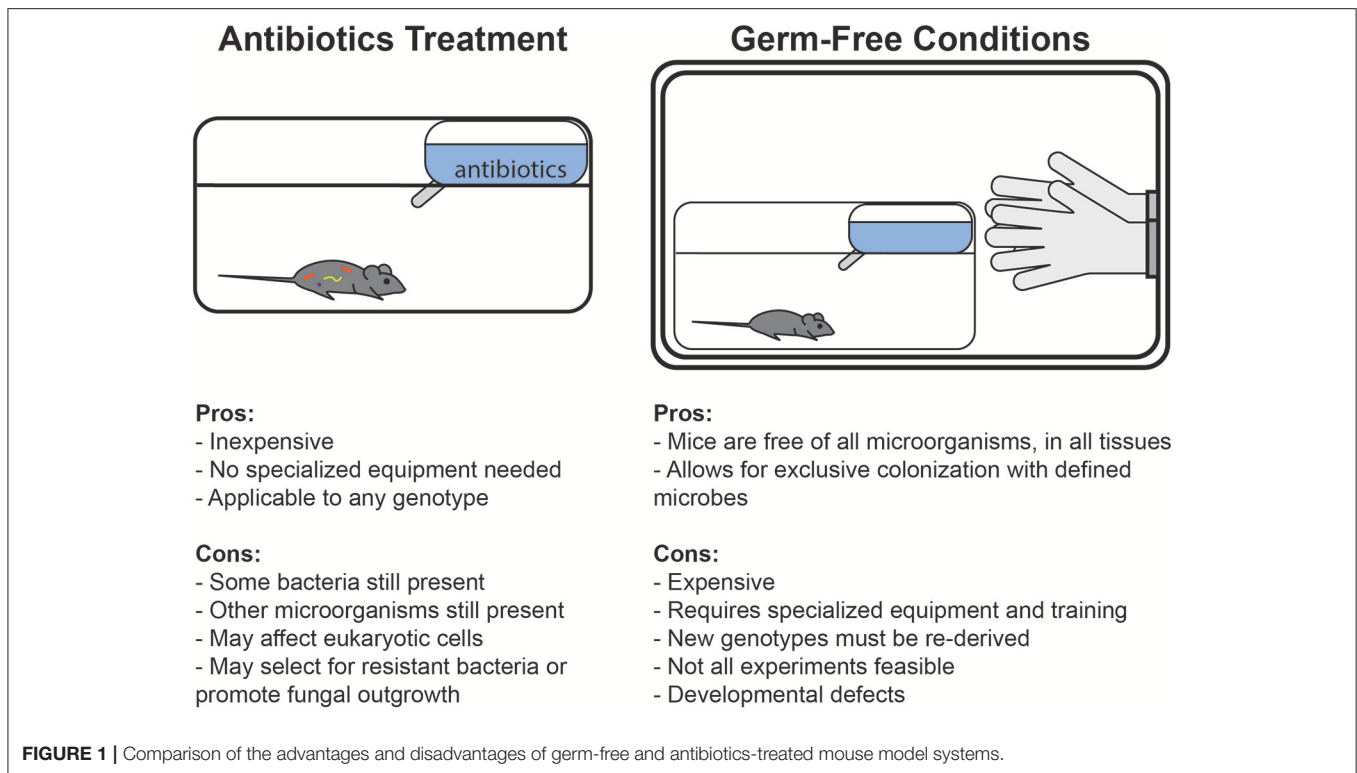 Antibiotics Treatment
antibiotics
Pros:
- Inexpensive
- No specialized equipment needed
- Applicable to any genotype
Cons:
- Some bacteria still present
- Other microorganisms still present
- May affect eukaryotic cells
- May select for resistant bacteria or
promote fungal outgrowth
Germ-Free Conditions
Pros:
- Mice are free of all microorganisms, in all tissues
- Allows for exclusive colonization with defined
microbes
Cons:
- Expensive
- Requires specialized equipment and training
- New genotypes must be re-derived
- Not all experiments feasible
- Developmental defects
FIGURE 1 | Comparison of the advantages and disadvantages of germ-free and antibiotics-treated mouse model systems.